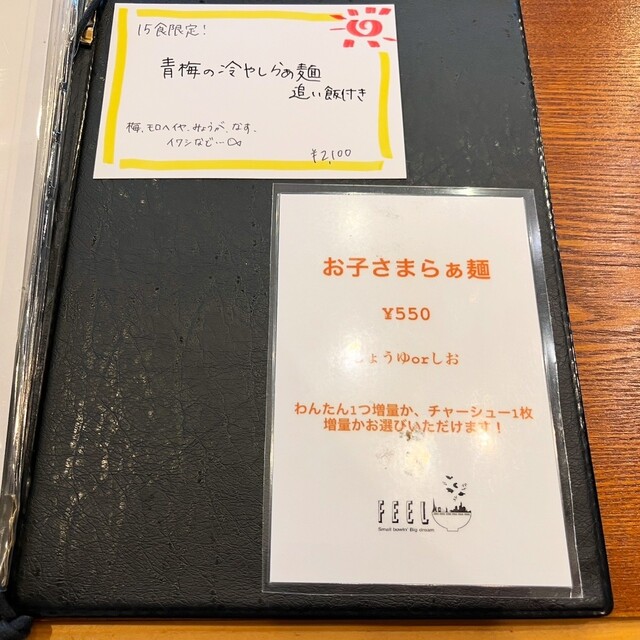 15食限定!
青梅の冷やしらぁ麺
追い飯付き
梅、モロヘイヤ、みょうが、なす、
イワシなど…
¥2,100
お子さまらぁ麺
¥550
しょうゆorしお
わんたん1つ増量か、チャーシュー1枚
増量かお選びいただけます!
FEEL
Small bowl Big dream